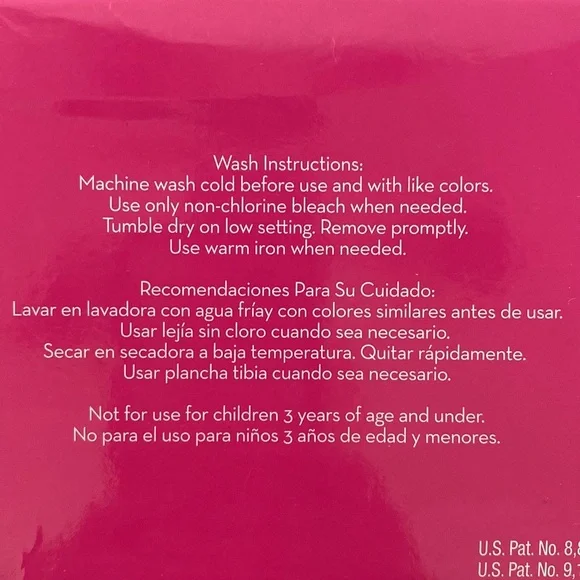 Wash Instructions:
Machine wash cold before use and with like colors.
Use only non-chlorine bleach when needed.
Tumble dry on low setting. Remove promptly.
Use warm iron when needed.
Recomendaciones Para Su Cuidado:
Lavar en lavadora con agua fríay con colores similares antes de usar.
Usar lejía sin cloro cuando sea necesario.
Secar en secadora a baja temperatura. Quitar rápidamente.
Usar plancha tibia cuando sea necesario.
Not for use for children 3 years of age and under.
No para el uso para niños 3 años de edad y menores.
U.S. Pat. No. 8,
U.S. Pat. No. 9,